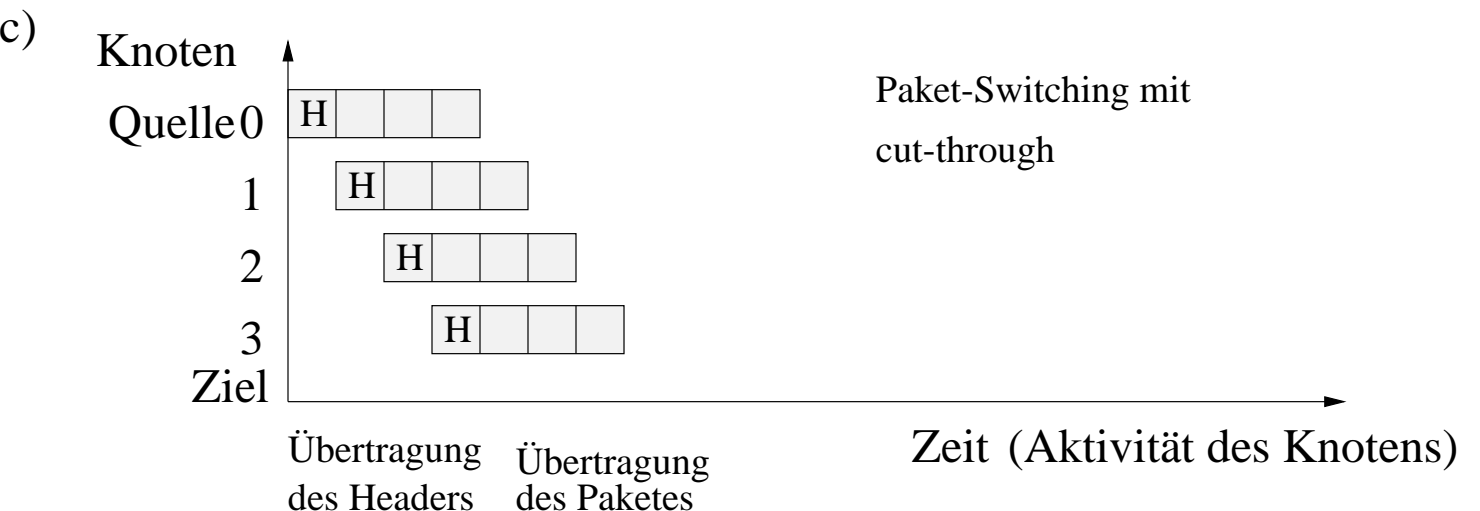 c)
Knoten
Quelle 0
H
Paket-Switching mit
cut-through
1
H
2
H
3
H
Ziel
Zeit (Aktivität des Knotens)
Übertragung
des Headers
Übertragung
des Paketes